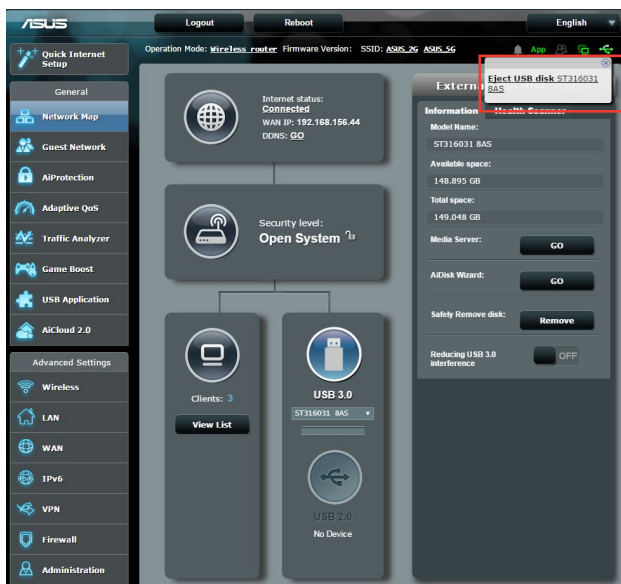 ASUS
Logout
Reboot
English
Quick Internet
Setup
Operation Mode: Wireless router Firmware Version: SSID: ASUS_2G ASUS_5G
App
Eject USB disk ST316031
8AS
General
Network Map
Guest Network
AiProtection
Adaptive QoS
Traffic Analyzer
Game Boost
USB Application
AiCloud 2.0
Advanced Settings
Wireless
LAN
WAN
IPv6
VPN
Firewall
Administration
Internet status:
Connected
WAN IP: 192.168.156.44
DDNS: GO
Security level:
Open System
Clients: 3
View List
USB 3.0
ST316031 8AS
USB 2.0
No Device
Externa
Information Health Scanner
Model Name:
ST316031 8AS
Available space:
148.895 GB
Total space:
149.048 GB
Media Server:
GO
AiDisk Wizard:
GO
Safely Remove disk:
Remove
Reducing USB 3.0
interference
OFF